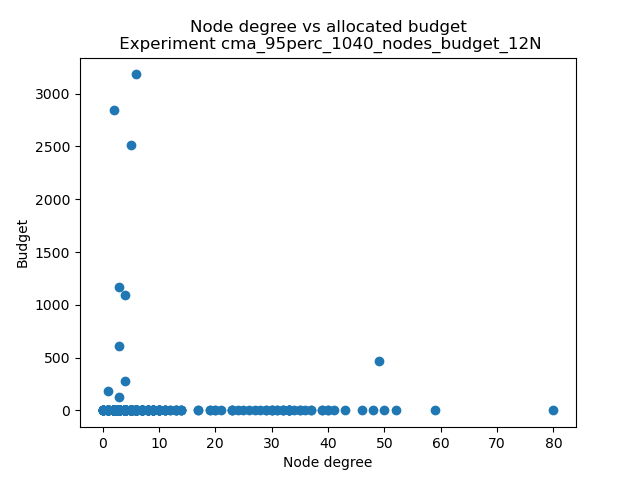 Node degree vs allocated budget
Experiment cma_95perc_1040_nodes_budget_12N
3000
2500
2000
1500
1000
500
0
Budget
0 10 20 30 40 50 60 70 80
Node degree